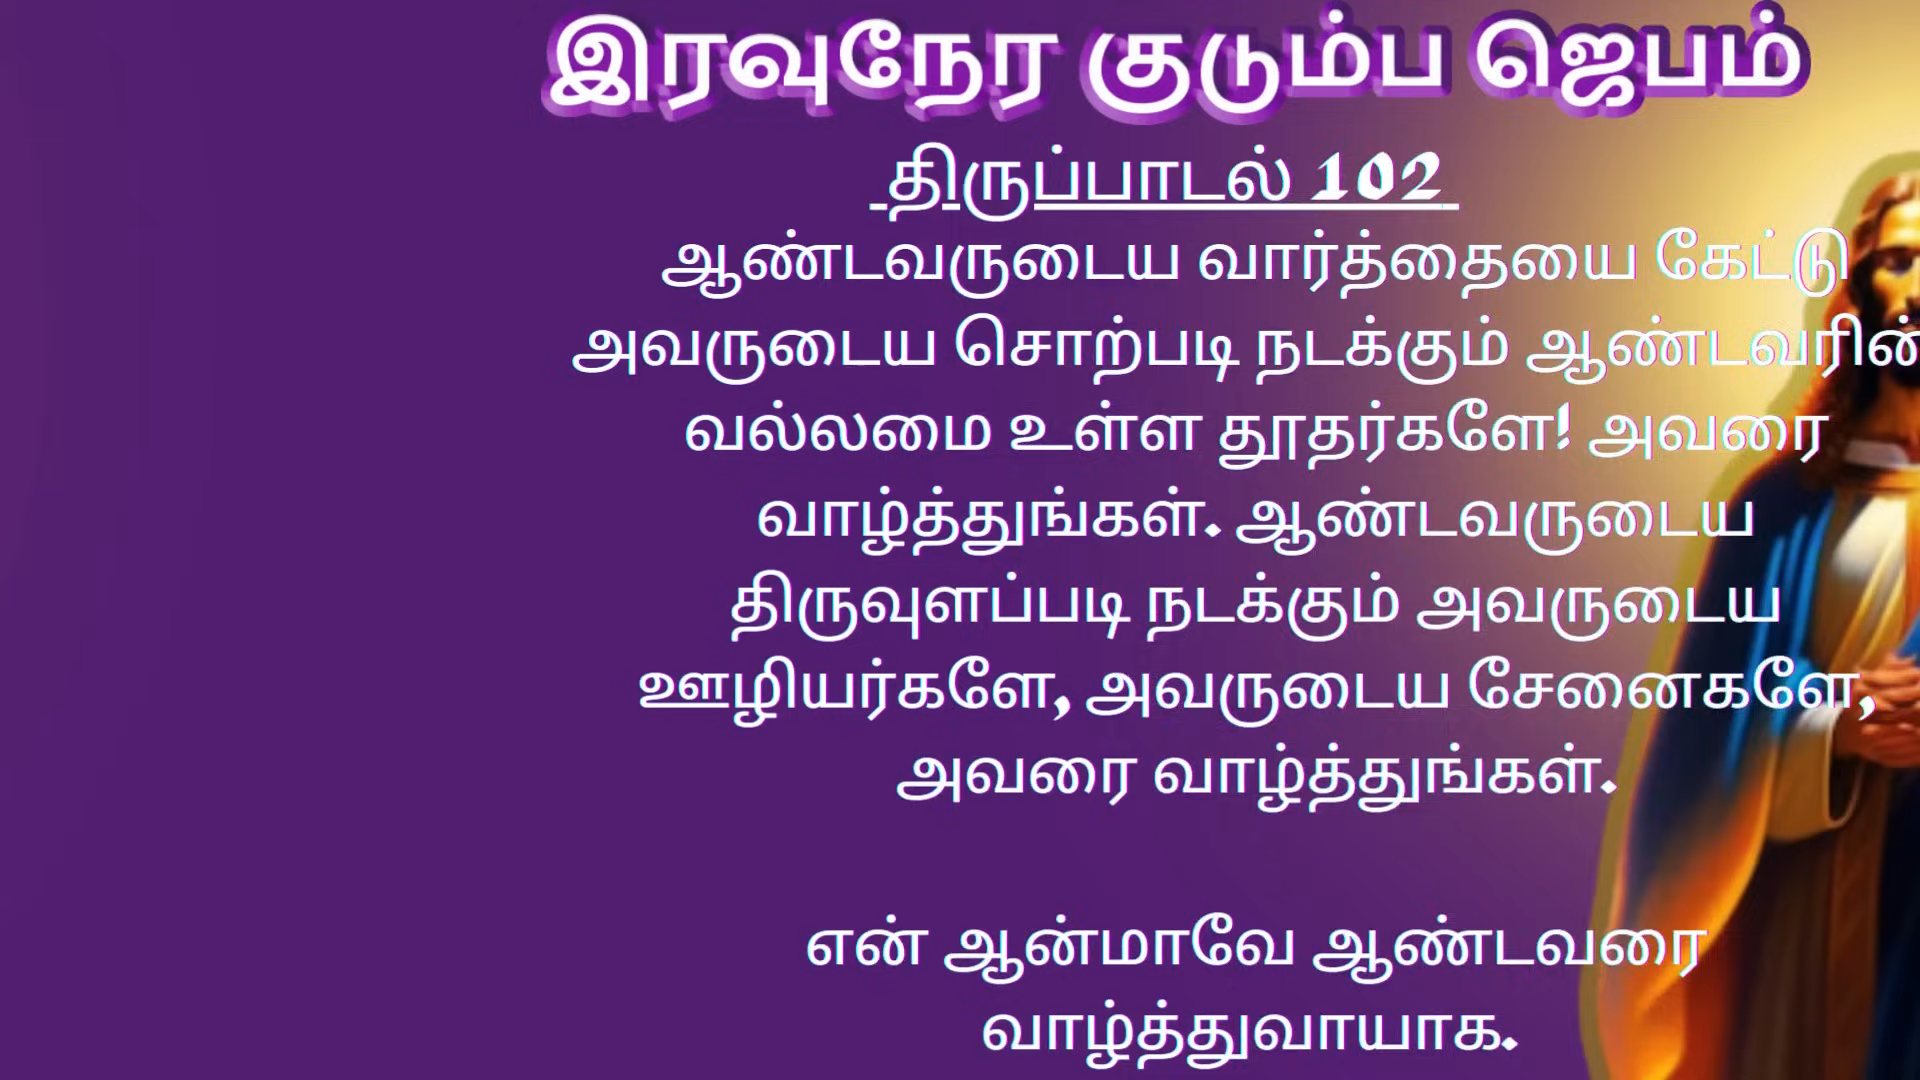 இரவுநேர குடும்ப ஜெபம்
திருப்பாடல் 102
ஆண்டவருடைய வார்த்தையை கேட்டு
அவருடைய சொற்படி நடக்கும் ஆண்டவரின்
வல்லமை உள்ள தூதர்களே! அவரை
வாழ்த்துங்கள். ஆண்டவருடைய
திருவுளப்படி நடக்கும் அவருடைய
ஊழியர்களே, அவருடைய சேனைகளே,
அவரை வாழ்த்துங்கள்.
என் ஆன்மாவே ஆண்டவரை
வாழ்த்துவாயாக.